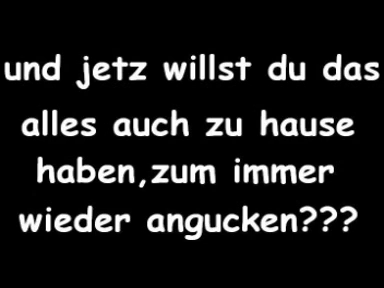 und jetz willst du das
alles auch zu hause
haben,zum immer
wieder angucken???